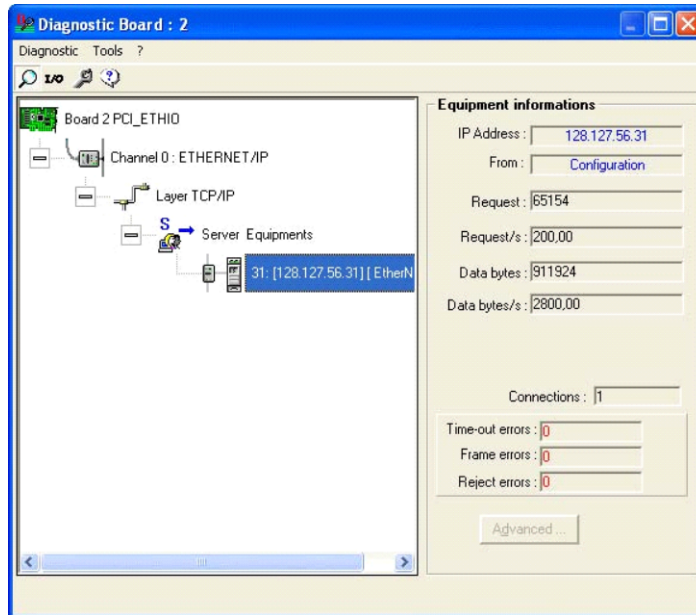 Diagnostic Board : 2
Diagnostic Tools ?
I/O
Board 2 PCI_ETHIO
Channel 0 : ETHERNET/IP
Layer TCP/IP
S
Server Equipments
31: [128.127.56.31] [ EtherN
Equipment informations
IP Address : 128.127.56.31
From : Configuration
Request : 65154
Request/s : 200,00
Data bytes : 911924
Data bytes/s : 2800,00
Connections : 1
Time-out errors : 0
Frame errors : 0
Reject errors : 0
Advanced ...